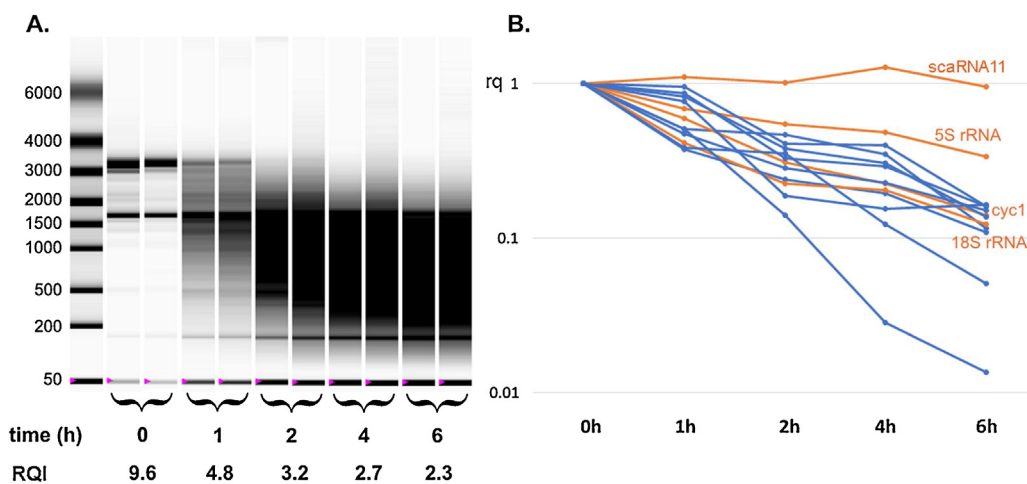 A.
6000
4000
3000
2000
1500
1000
500
200
50
time (h) 0 1 2 4 6
RQI 9.6 4.8 3.2 2.7 2.3
B.
rq 1
0.1
0.01
scaRNA11
5S rRNA
cyc1
18S rRNA
0h 1h 2h 4h 6h